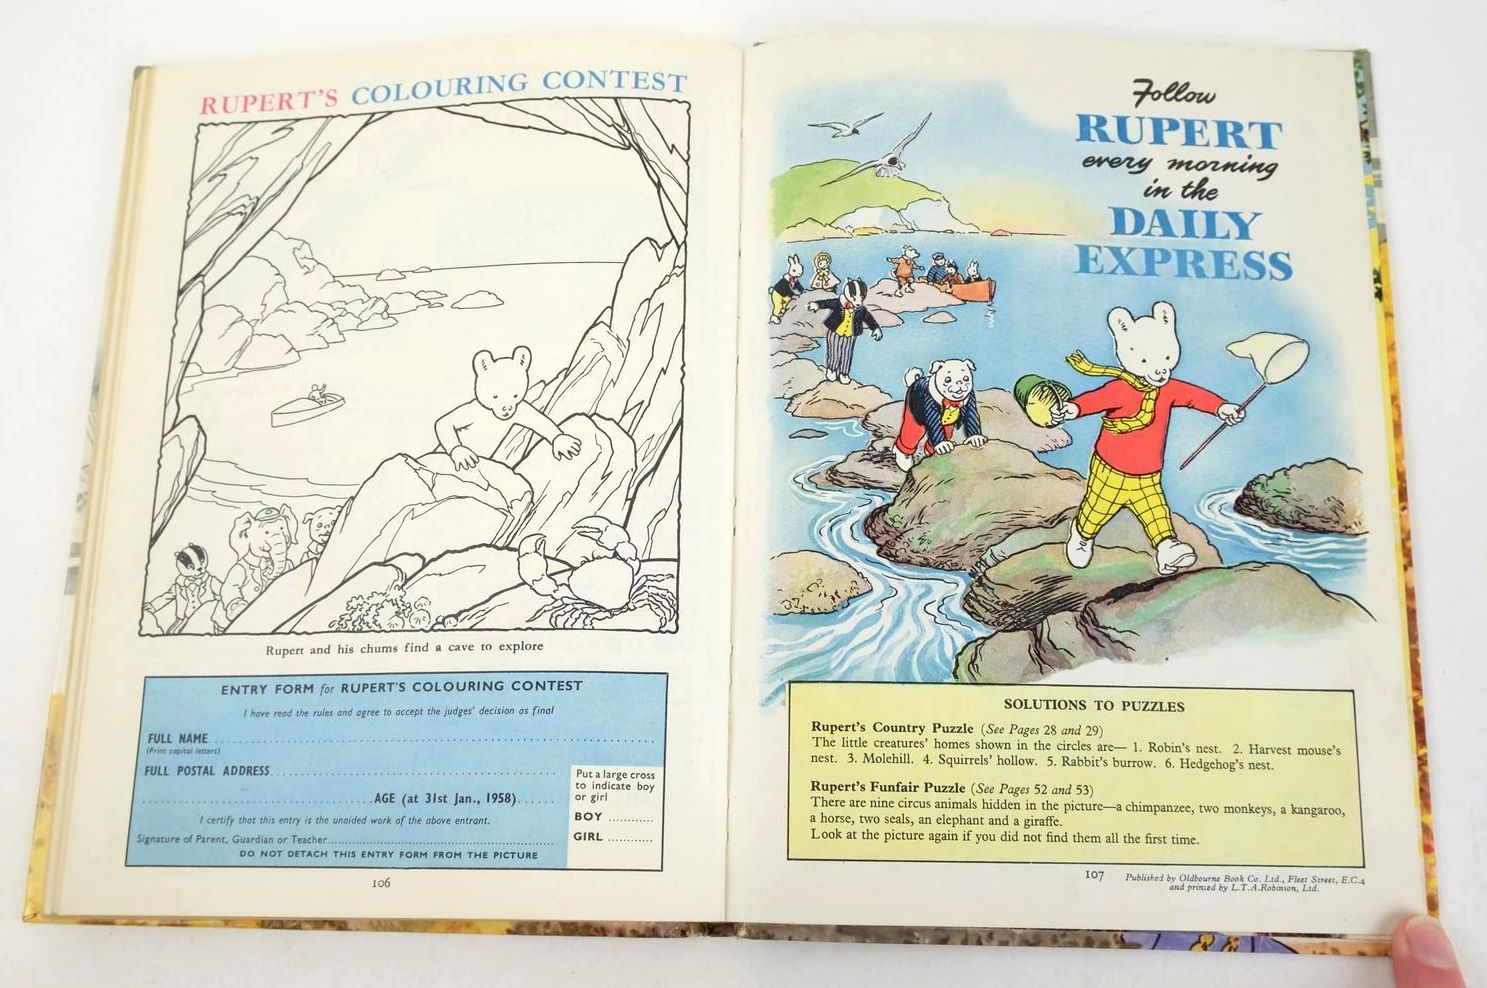 RUPERT'S COLOURING CONTEST
Rupert and his chums find a cave to explore
ENTRY FORM for RUPERT'S COLOURING CONTEST
I have read the rules and agree to accept the judges' decision as final
FULL NAME
(Print capital letters)
FULL POSTAL ADDRESS
AGE (at 31st Jan., 1958)
I certify that this entry is the unaided work of the above entrant.
Signature of Parent, Guardian or Teacher
DO NOT DETACH THIS ENTRY FORM FROM THE PICTURE
Put a large cross
to indicate boy
or girl
BOY
GIRL
106
Follow
RUPERT
every morning
in the
DAILY
EXPRESS
SOLUTIONS TO PUZZLES
Rupert's Country Puzzle (See Pages 28 and 29)
The little creatures' homes shown in the circles are— 1. Robin's nest. 2. Harvest mouse's
nest. 3. Molehill. 4. Squirrels' hollow. 5. Rabbit's burrow. 6. Hedgehog's nest.
Rupert's Funfair Puzzle (See Pages 52 and 53)
There are nine circus animals hidden in the picture—a chimpanzee, two monkeys, a kangaroo,
a horse, two seals, an elephant and a giraffe.
Look at the picture again if you did not find them all the first time.
107
Published by Oldbourne Book Co. Ltd., Fleet Street, E.C.4
and printed by L.T.A.Robinson, Ltd.